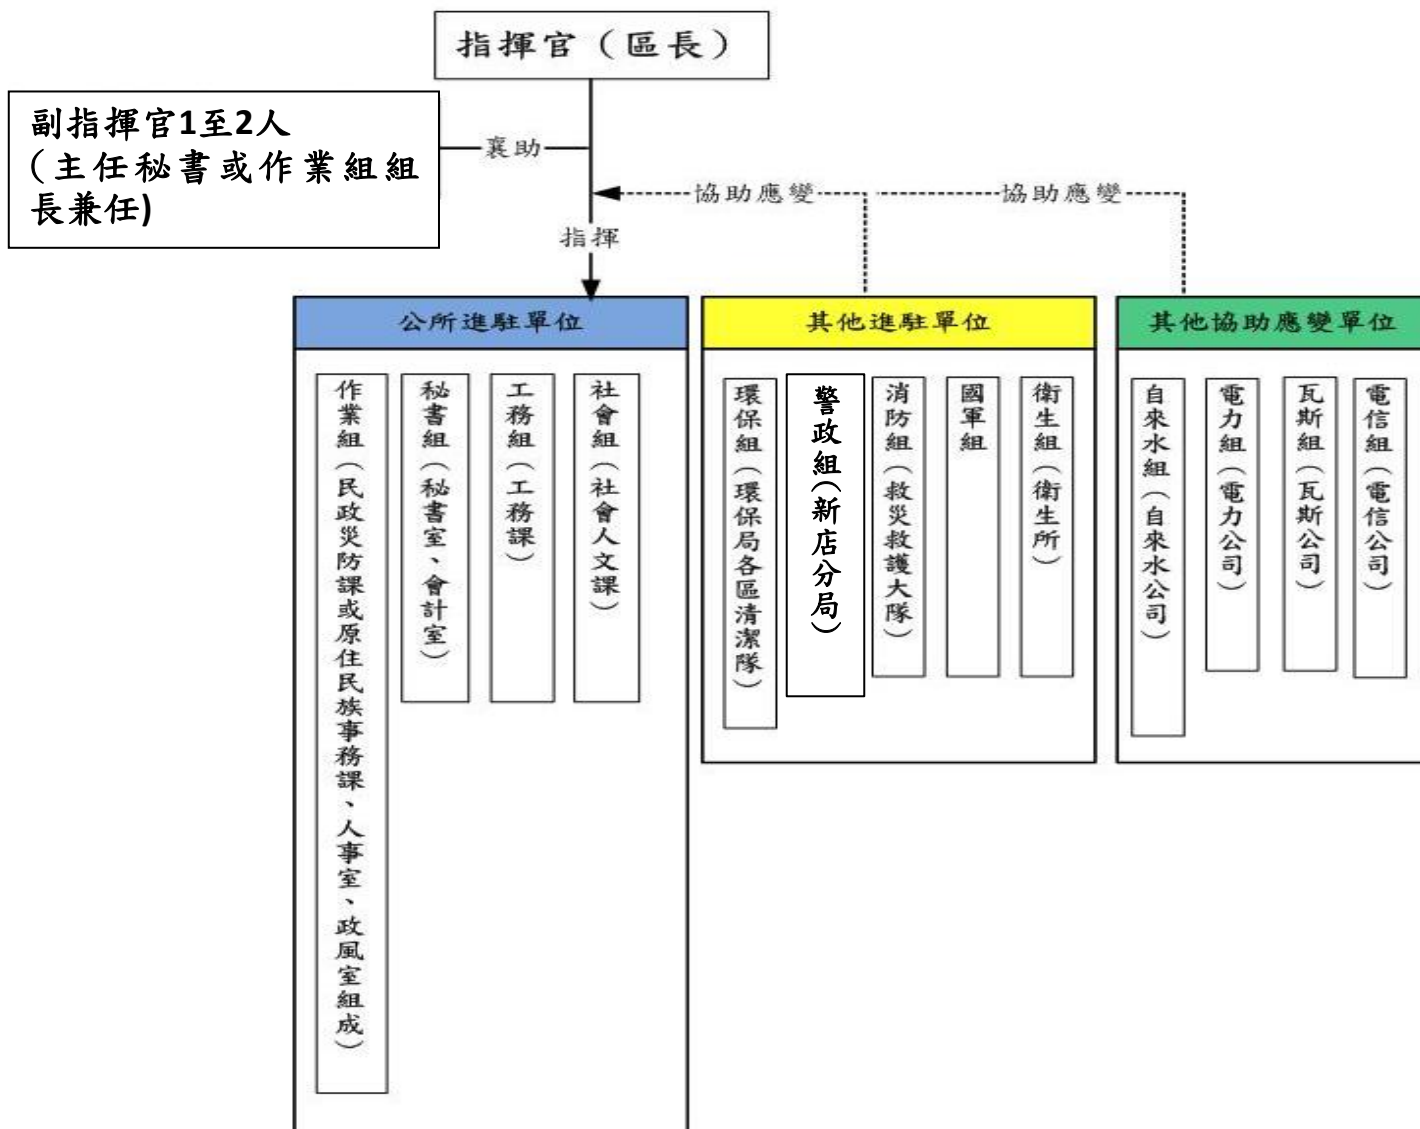 指揮官（區長）
副指揮官1至2人
（主任秘書或作業組組
長兼任)
襄助
協助應變
協助應變
指揮
公所進駐單位
其他進駐單位
其他協助應變單位
作業組（民政災防課或原住民族事務課、人事室、政風室組成）
秘書組（秘書室、會計室）
工務組（工務課）
社會組（社會人文課）
環保組（環保局各區清潔隊）
警政組（新店分局）
消防組（救災救護大隊）
國軍組
衛生組（衛生所）
自來水組（自來水公司）
電力組（電力公司）
瓦斯組（瓦斯公司）
電信組（電信公司）